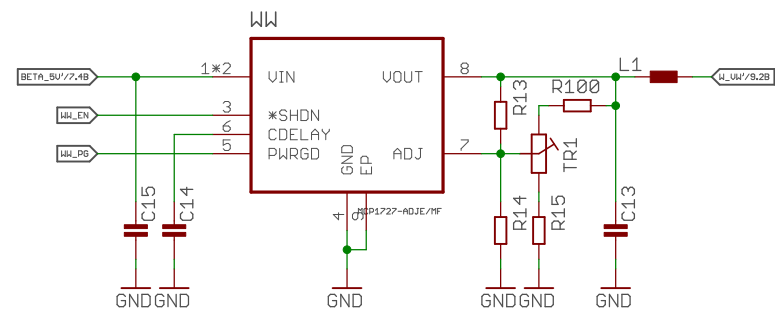 WW
BETA_5V'/7.4B
1*2
VIN
VOUT
8
L1
W_VW'/9.2B
R100
R13
WW_EN
3
*SHDN
6
CDELAY
WW_PG
5
PWRGD
ADJ
7
TR1
GND
EP
4
9
MCP1727-ADJE/MF
C15
C14
R14
R15
C13
GND
GND
GND
GND
GND
GND